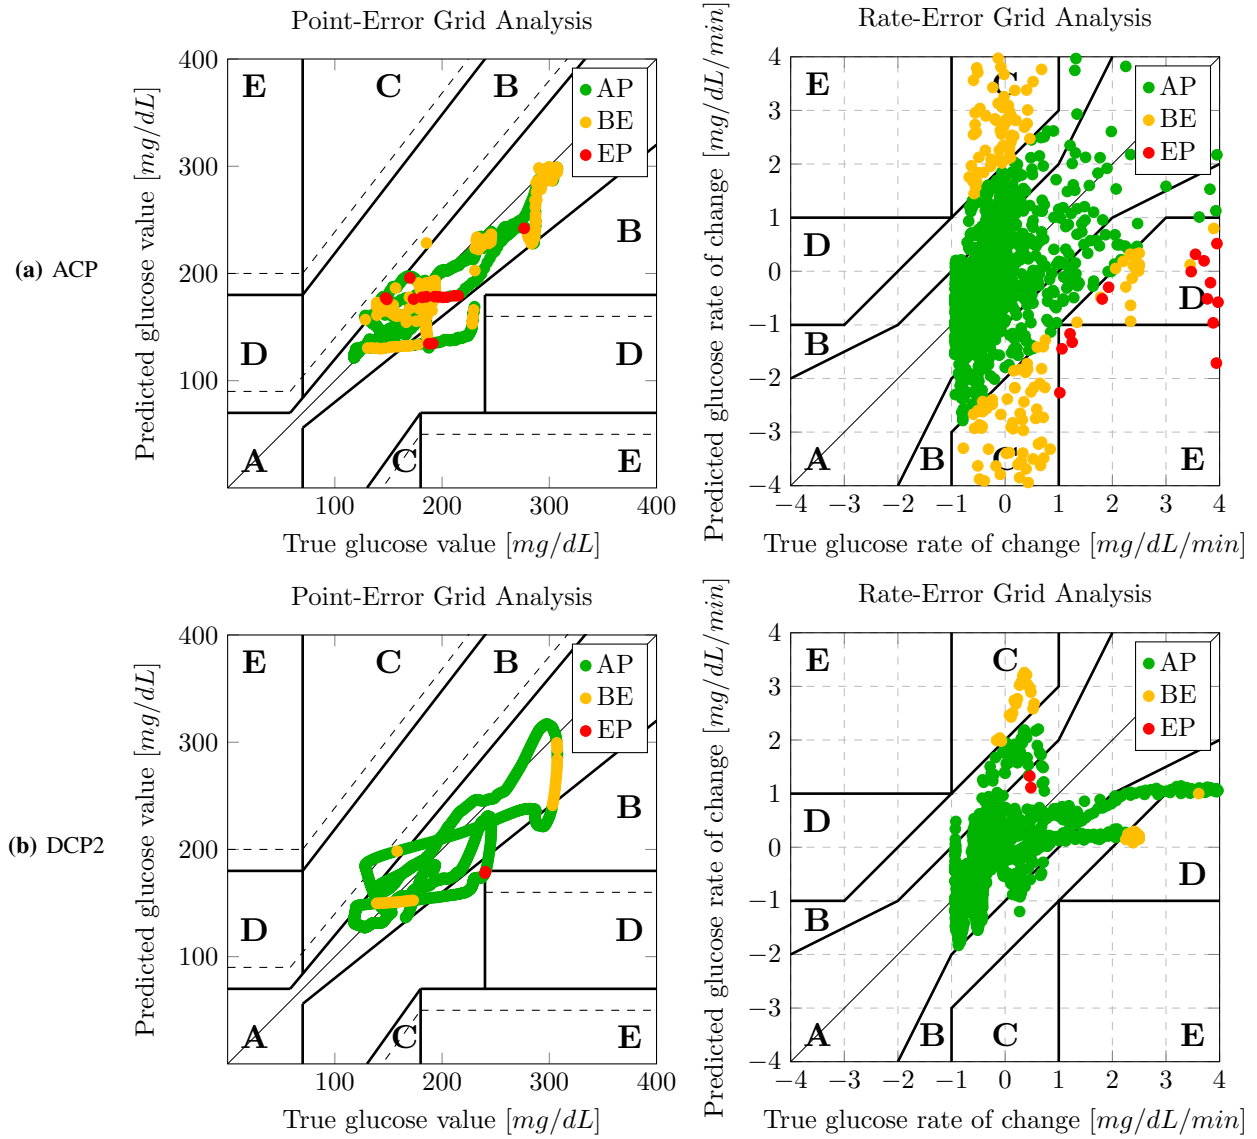 Point-Error Grid Analysis
Rate-Error Grid Analysis
400
300
200
100
Predicted glucose value [mg/dL]
E
C
B
B
D
D
A
C
E
AP
BE
EP
100
200
300
400
True glucose value [mg/dL]
(a) ACP
4
3
2
1
0
−1
−2
−3
−4
Predicted glucose rate of change [mg/dL/min]
E
C
D
B
D
A
B
C
E
AP
BE
EP
−4
−3
−2
−1
0
1
2
3
4
True glucose rate of change [mg/dL/min]
Point-Error Grid Analysis
Rate-Error Grid Analysis
400
300
200
100
Predicted glucose value [mg/dL]
E
C
B
B
D
D
A
C
E
AP
BE
EP
100
200
300
400
True glucose value [mg/dL]
(b) DCP2
4
3
2
1
0
−1
−2
−3
−4
Predicted glucose rate of change [mg/dL/min]
E
C
D
B
D
A
B
C
E
AP
BE
EP
−4
−3
−2
−1
0
1
2
3
4
True glucose rate of change [mg/dL/min]